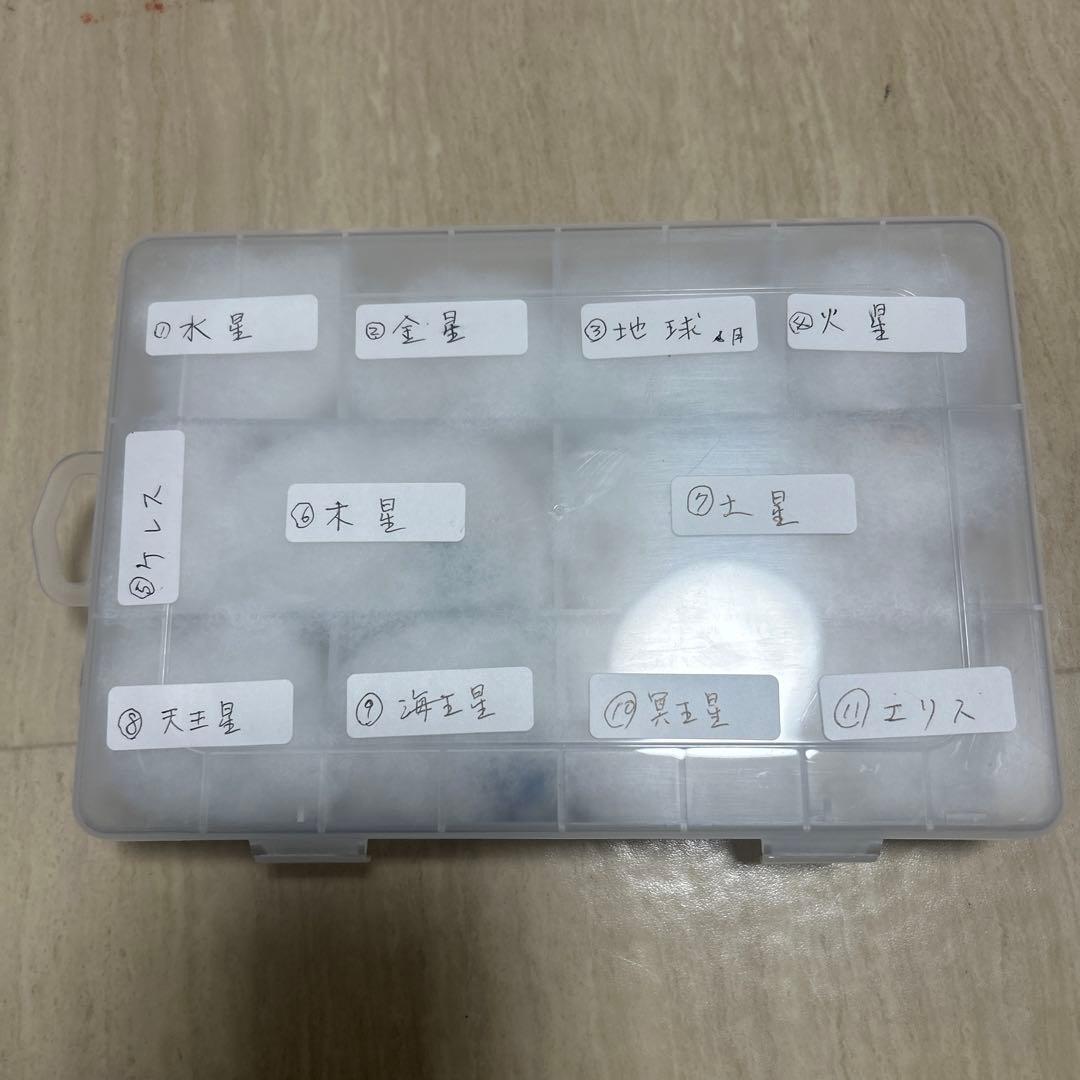 ①水星
②金星
③地球&月
④火星
⑤ケレス
⑥木星
⑦土星
⑧天王星
⑨海王星
⑩冥王星
⑪エリス